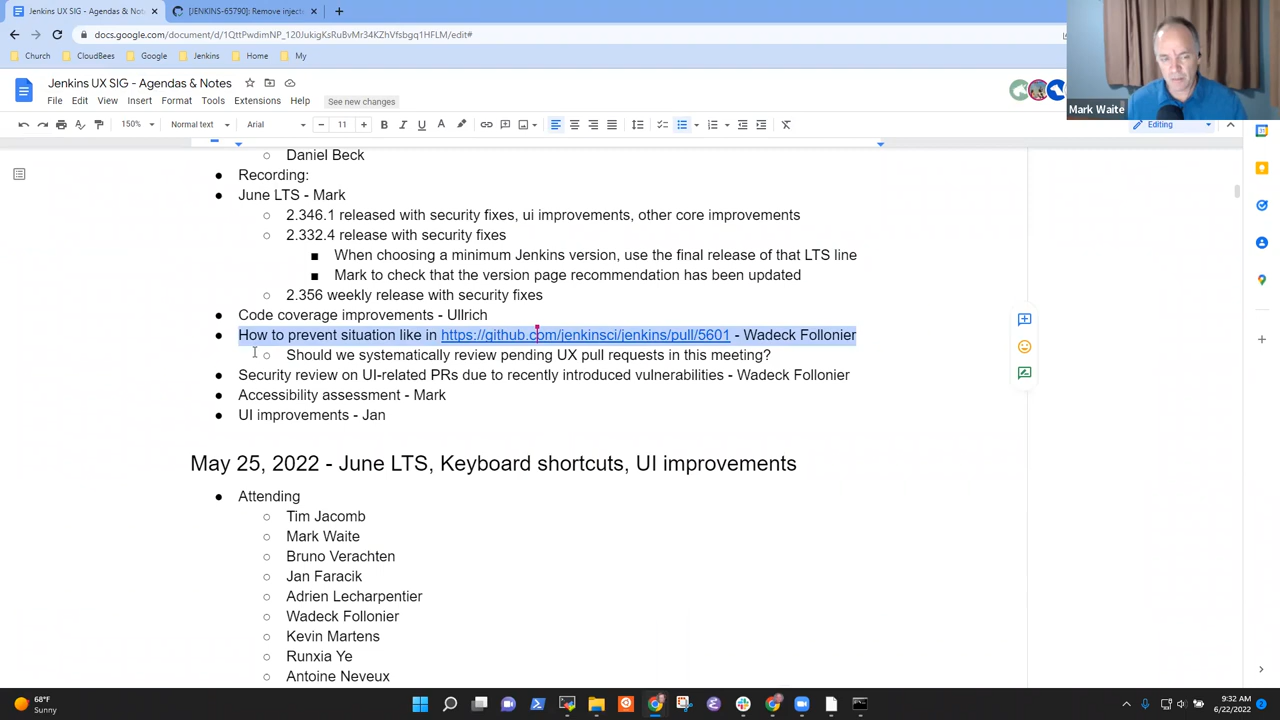 Jenkins UX SIG - Agendas & Notes
[JENKINS-65790]: Remove inject
docs.google.com/document/d/1QttPwdimNP_120JukigKsRuBvMr34KZhVfsbgq1HFLM/edit#
Church
CloudBees
Google
Jenkins
Home
My
Jenkins UX SIG - Agendas & Notes
File Edit View Insert Format Tools Extensions Help See new changes
150% Normal text Arial 11 Editing
Daniel Beck
Recording:
June LTS - Mark
2.346.1 released with security fixes, ui improvements, other core improvements
2.332.4 release with security fixes
When choosing a minimum Jenkins version, use the final release of that LTS line
Mark to check that the version page recommendation has been updated
2.356 weekly release with security fixes
Code coverage improvements - Ullrich
How to prevent situation like in https://github.com/jenkinsci/jenkins/pull/5601 - Wadeck Follonier
Should we systematically review pending UX pull requests in this meeting?
Security review on UI-related PRs due to recently introduced vulnerabilities - Wadeck Follonier
Accessibility assessment - Mark
UI improvements - Jan
May 25, 2022 - June LTS, Keyboard shortcuts, UI improvements
Attending
Tim Jacomb
Mark Waite
Bruno Verachten
Jan Faracik
Adrien Lecharpentier
Wadeck Follonier
Kevin Martens
Runxia Ye
Antoine Neveux
Mark Waite
68°F
Sunny
9:32 AM
6/22/2022